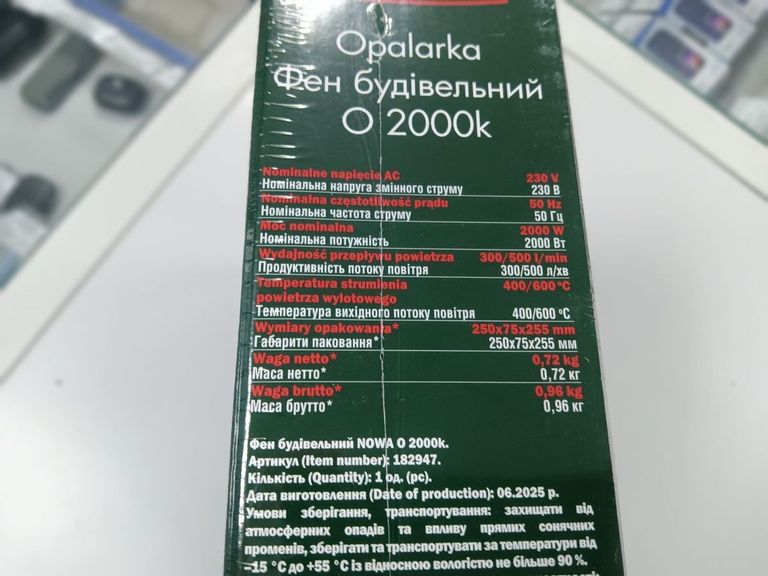 Opalarka
Фен будівельний
O 2000k
Nominalne napięcie AC 230 V
Номінальна напруга змінного струму 230 В
Nominalna częstotliwość prądu 50 Hz
Номінальна частота струму 50 Гц
Moc nominalna 2000 W
Номінальна потужність 2000 Вт
Wydajność przepływu powietrza 300/500 l/min
Продуктивність потоку повітря 300/500 л/хв
Temperatura strumienia 400/600 °C
powietrza wylotowego
Температура вихідного потоку повітря 400/600 °C
Wymiary opakowania* 250x75x255 mm
Габарити паковання* 250x75x255 мм
Waga netto* 0,72 kg
Маса нетто* 0,72 кг
Waga brutto* 0,96 kg
Маса брутто* 0,96 кг
Фен будівельний NOWA O 2000k.
Артикул (Item number): 182947.
Кількість (Quantity): 1 од. (pc).
Дата виготовлення (Date of production): 06.2025 р.
Умови зберігання, транспортування: захищати від
атмосферних опадів та впливу прямих сонячних
променів, зберігати та транспортувати за температури від
–15 °C до +55 °C із відносною вологістю не більше 90 %.